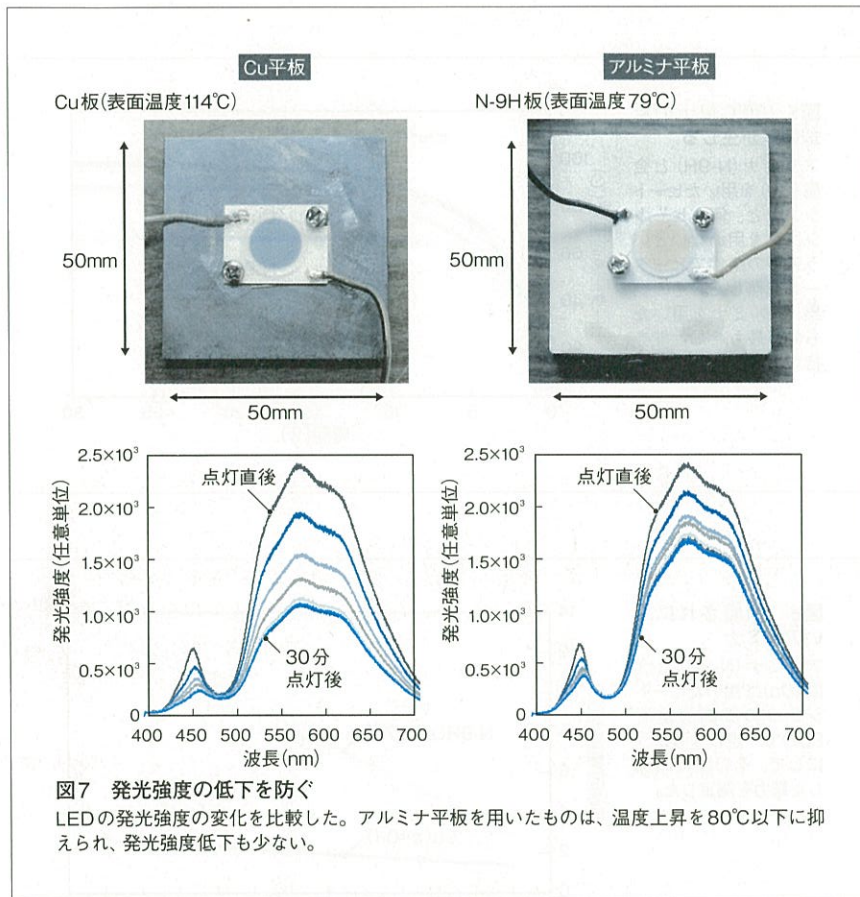 Cu平板
Cu板(表面温度114℃)
50mm
50mm
発光強度(任意単位)
2.5×10³
2.0×10³
1.5×10³
1.0×10³
0.5×10³
0
点灯直後
30分
点灯後
400 450 500 550 600 650 700
波長(nm)
アルミナ平板
N-9H板(表面温度79℃)
50mm
50mm
発光強度(任意単位)
2.5×10³
2.0×10³
1.5×10³
1.0×10³
0.5×10³
0
点灯直後
30分
点灯後
400 450 500 550 600 650 700
波長(nm)
図7 発光強度の低下を防ぐ
LEDの発光強度の変化を比較した。アルミナ平板を用いたものは、温度上昇を80℃以下に抑
えられ、発光強度低下も少ない。